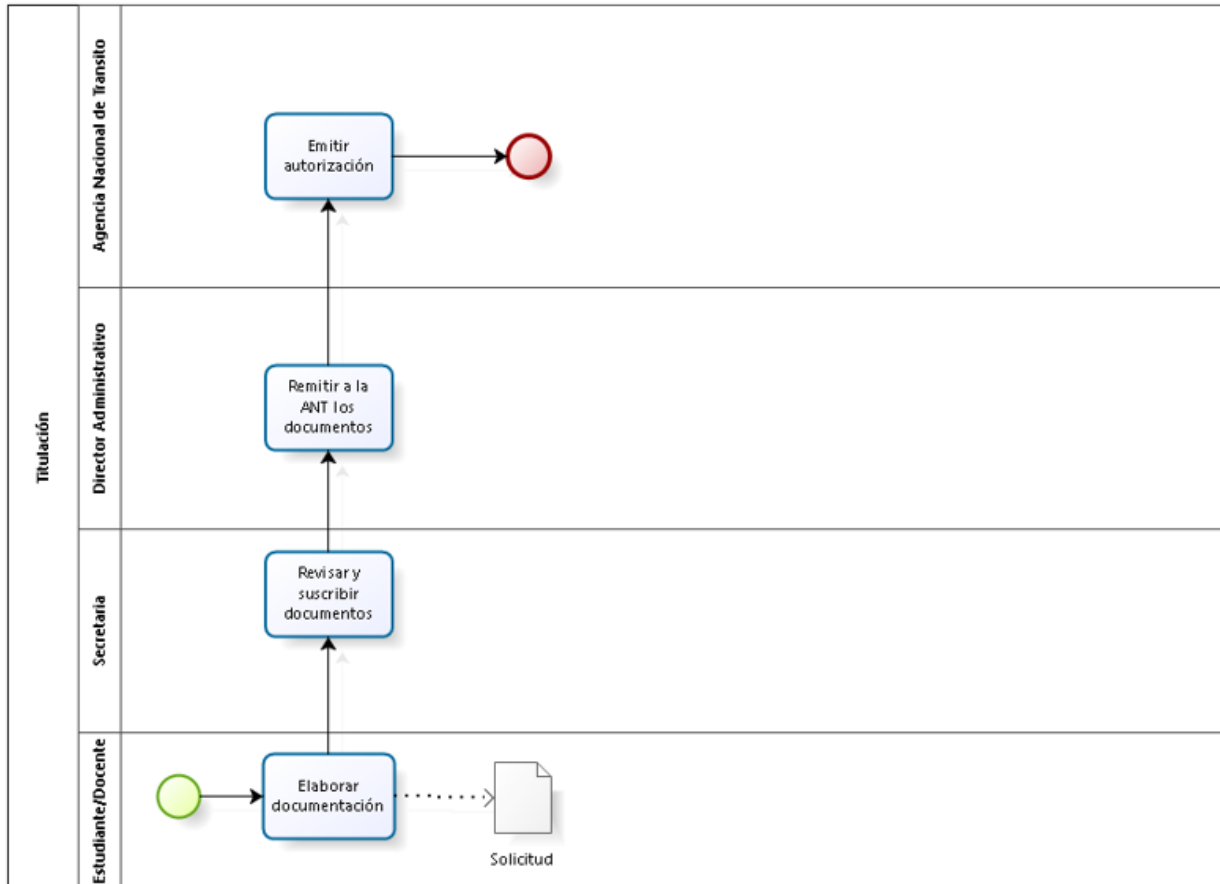 Titulación
Agencia Nacional de Transito
Emitir
autorización
Director Administrativo
Remitir a la
ANT los
documentos
Secretaria
Revisar y
suscribir
documentos
Estudiante/Docente
Elaborar
documentación
Solicitud